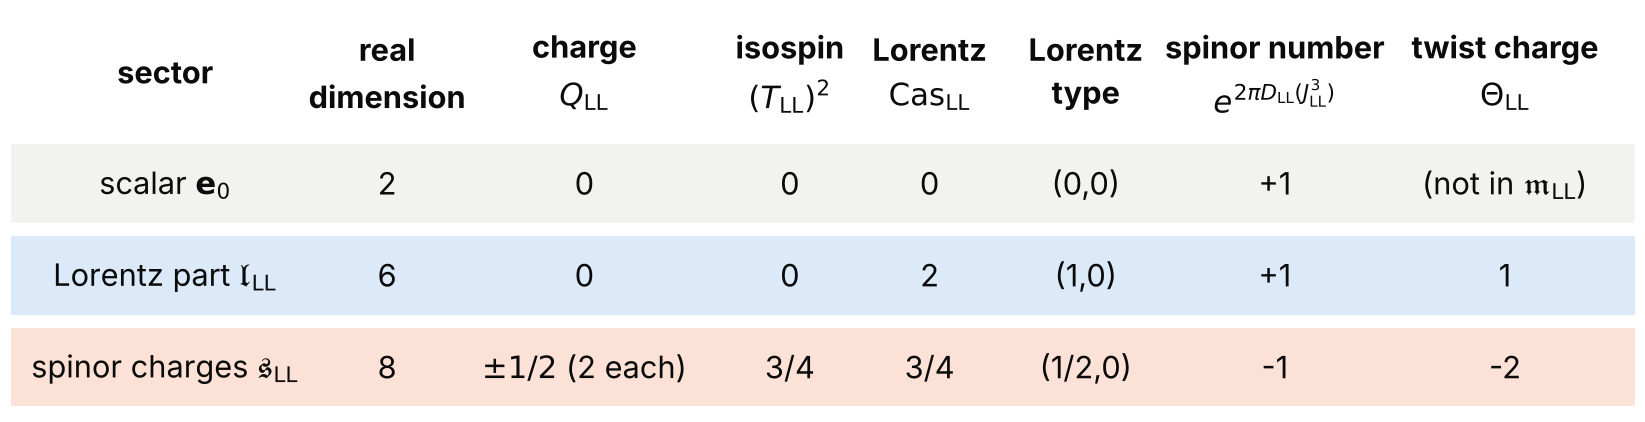 sector real dimension charge Q_LL isospin (T_LL)² Lorentz Cas_LL Lorentz type spinor number e^{2πD_LL(J³_LL)} twist charge Θ_LL
scalar 𝐞₀ 2 0 0 0 (0,0) +1 (not in 𝔪_LL)
Lorentz part 𝔩_LL 6 0 0 2 (1,0) +1 1
spinor charges 𝔰_LL 8 ±1/2 (2 each) 3/4 3/4 (1/2,0) -1 -2